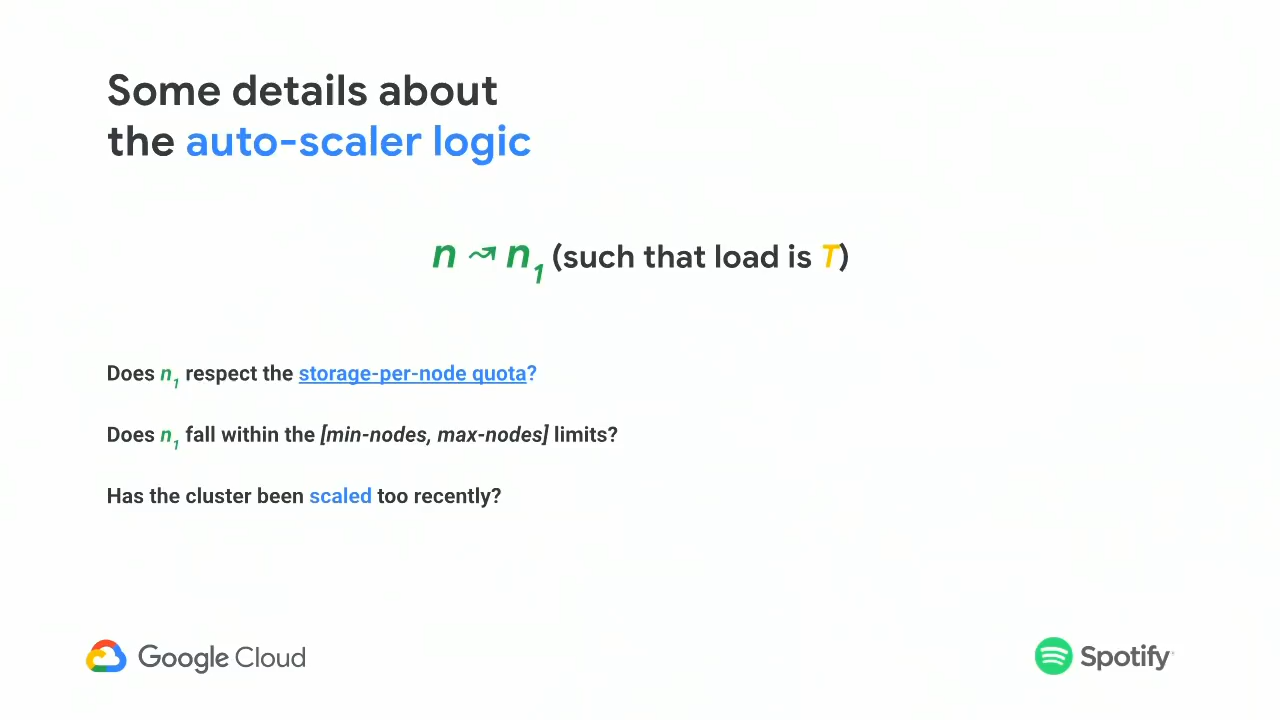 Some details about
the auto-scaler logic
n ⤳ n1 (such that load is T)
Does n1 respect the storage-per-node quota?
Does n1 fall within the [min-nodes, max-nodes] limits?
Has the cluster been scaled too recently?
Google Cloud
Spotify